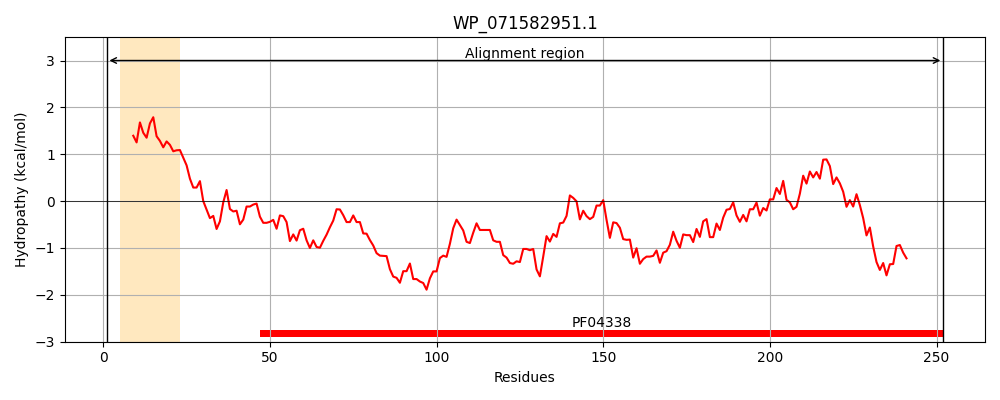 WP_071582951.1
Alignment region
3
2
1
0
−1
−2
−3
Hydropathy (kcal/mol)
PF04338
0 50 100 150 200 250
Residues